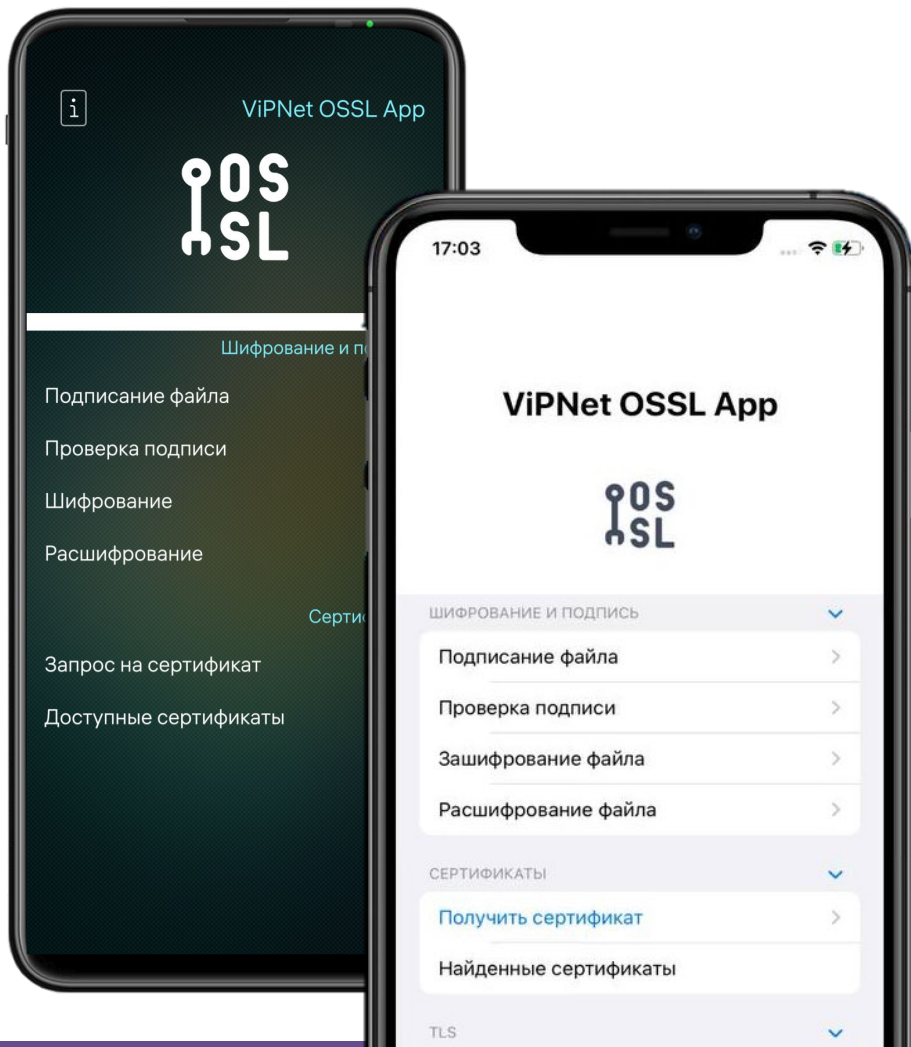 i
ViPNet OSSL App
OS
SL
Шифрование и
Подписание файла
Проверка подписи
Шифрование
Расшифрование
Запрос на сертификат
Доступные сертификаты
17:03
ViPNet OSSL App
OS
SL
ШИФРОВАНИЕ И ПОДПИСЬ
Подписание файла
Проверка подписи
Зашифрование файла
Расшифрование файла
СЕРТИФИКАТЫ
Получить сертификат
Найденные сертификаты
TLS